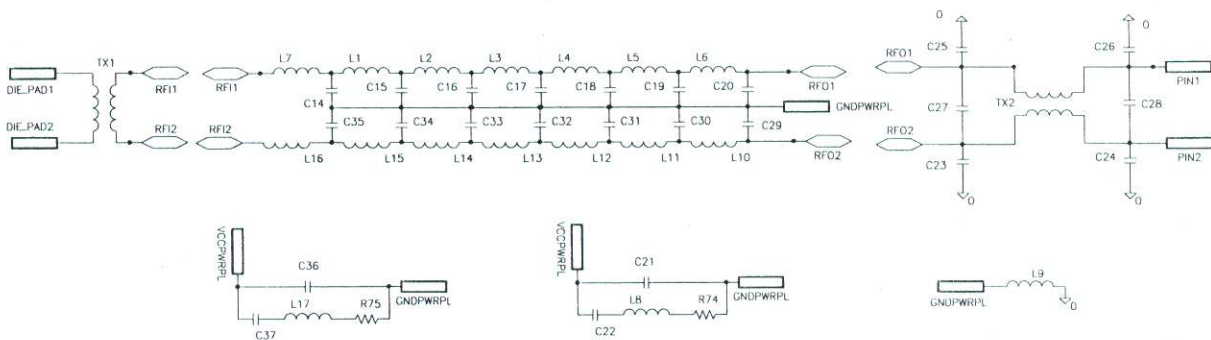 0
0
C25
C26
TX1
L7
L1
L2
L3
L4
L5
L6
RFO1
DIE_PAD1
RFI1
RFI1
C14
C15
C16
C17
C18
C19
C20
RFO1
GNDPWRPL
C27
TX2
C28
PIN1
DIE_PAD2
RFI2
RFI2
C35
C34
C33
C32
C31
C30
C29
RFO2
RFI2
L16
L15
L14
L13
L12
L11
L10
RFO2
C23
C24
PIN2
0
0
VCCPWRPL
C36
L17
R75
C37
GNDPWRPL
VCCPWRPL
C21
L8
R74
C22
GNDPWRPL
L9
GNDPWRPL
0